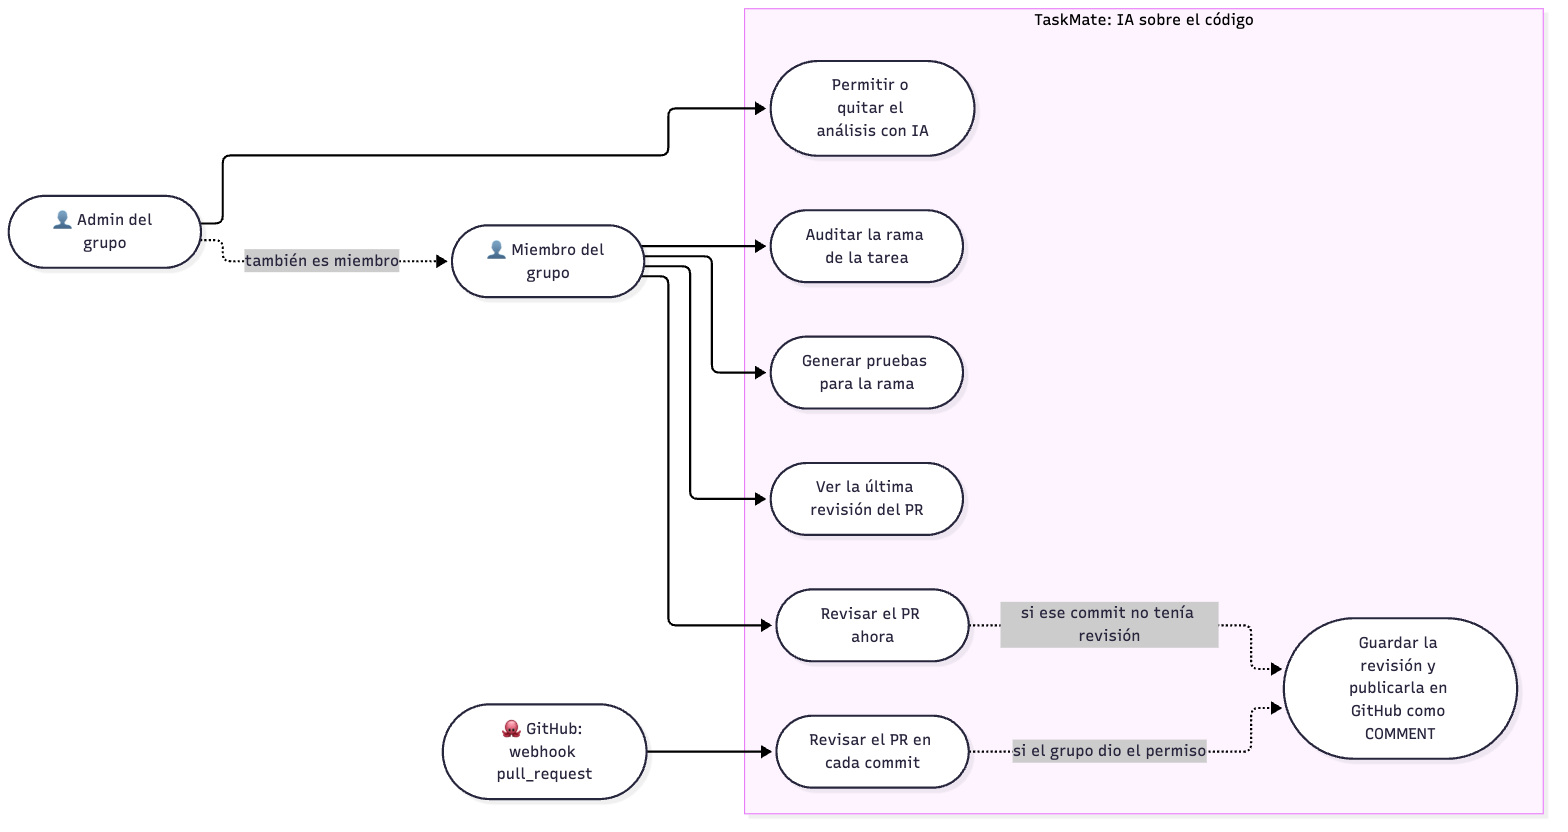 TaskMate: IA sobre el código
Permitir o
quitar el
análisis con IA
👤 Admin del
grupo
también es miembro
👤 Miembro del
grupo
Auditar la rama
de la tarea
Generar pruebas
para la rama
Ver la última
revisión del PR
Revisar el PR
ahora
si ese commit no tenía
revisión
Guardar la
revisión y
publicarla en
GitHub como
COMMENT
🐙 GitHub:
webhook
pull_request
Revisar el PR en
cada commit
si el grupo dio el permiso